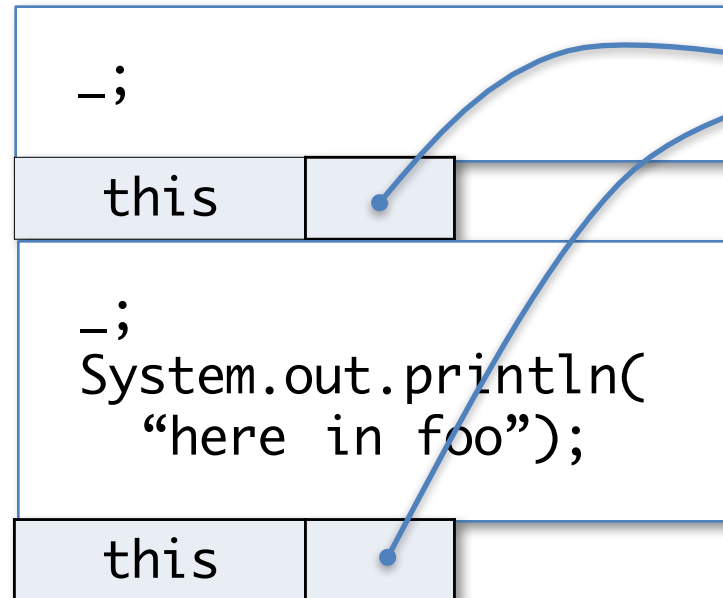 _;
this
_;
System.out.println(
“here in foo”);
this